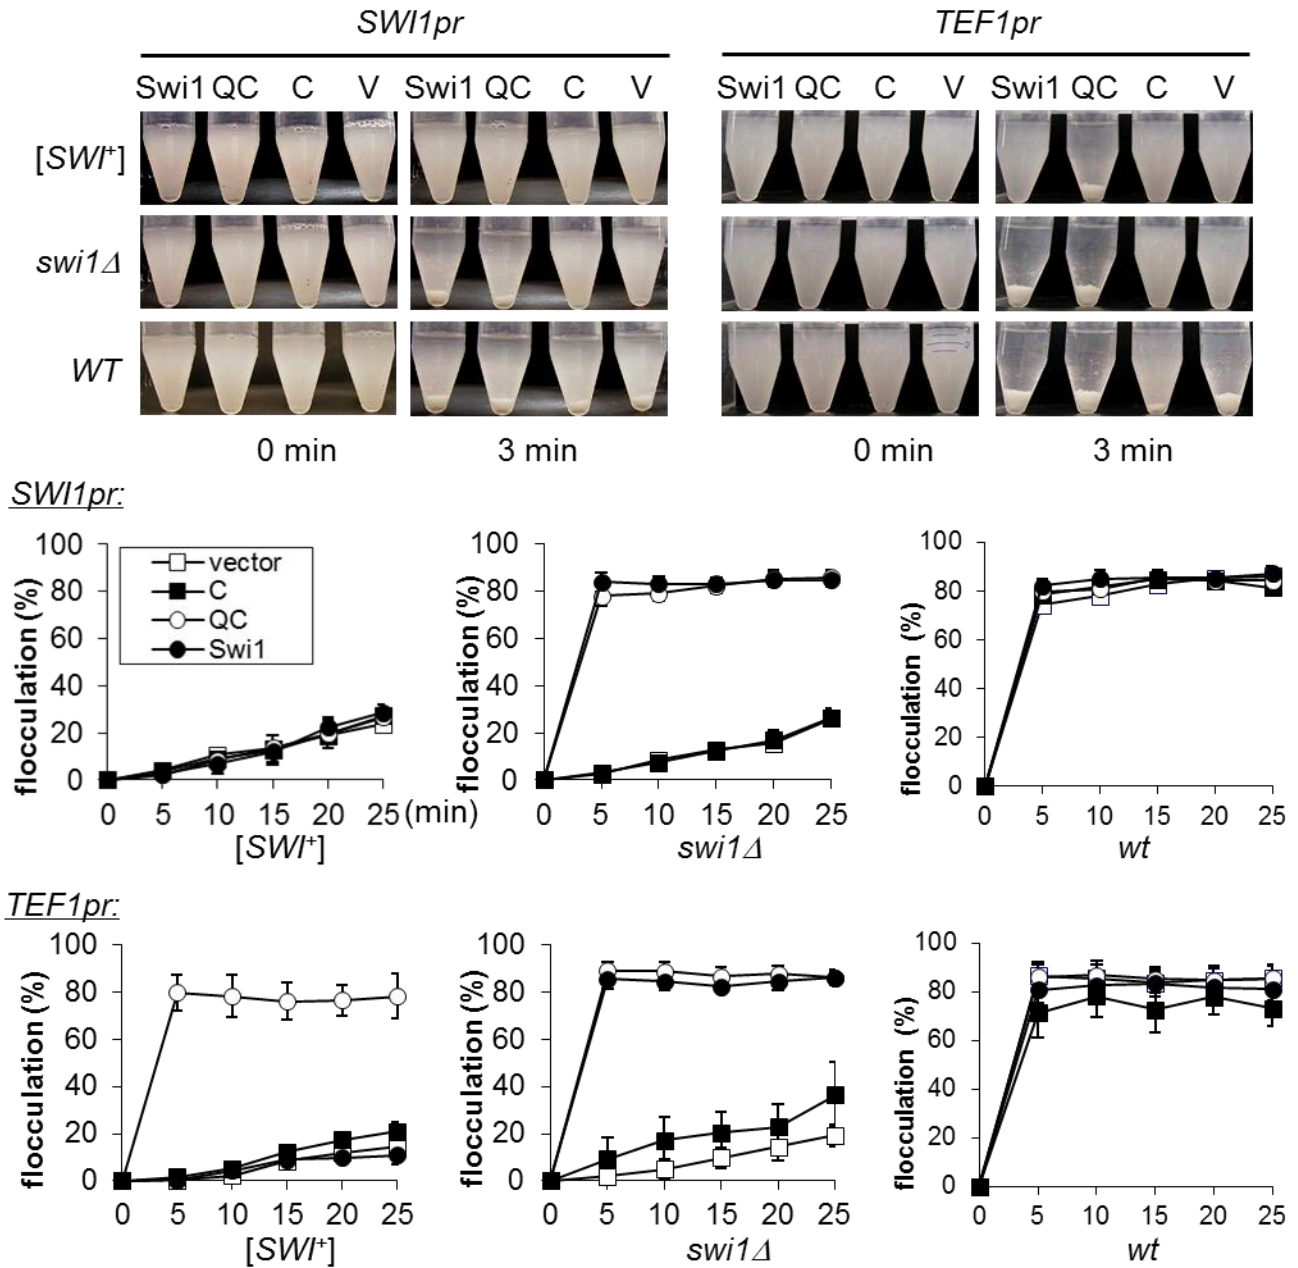 SWI1pr TEF1pr
Swi1 QC C V Swi1 QC C V Swi1 QC C V Swi1 QC C V
[SWI+]
swi1Δ
WT
0 min 3 min 0 min 3 min
SWI1pr:
flocculation (%)
100
80
60
40
20
0
vector
C
QC
Swi1
0 5 10 15 20 25 (min)
[SWI+]
flocculation (%)
100
80
60
40
20
0
0 5 10 15 20 25
swi1Δ
flocculation (%)
100
80
60
40
20
0
0 5 10 15 20 25
wt
TEF1pr:
flocculation (%)
100
80
60
40
20
0
0 5 10 15 20 25
[SWI+]
flocculation (%)
100
80
60
40
20
0
0 5 10 15 20 25
swi1Δ
flocculation (%)
100
80
60
40
20
0
0 5 10 15 20 25
wt